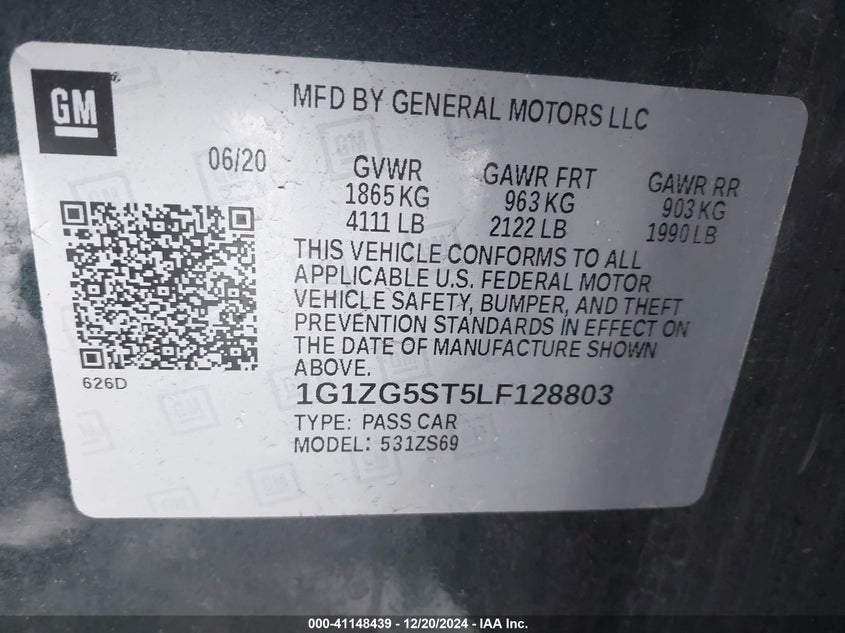 GM
MFD BY GENERAL MOTORS LLC
06/20
GVWR
1865 KG
4111 LB
GAWR FRT
963 KG
2122 LB
GAWR RR
903 KG
1990 LB
THIS VEHICLE CONFORMS TO ALL
APPLICABLE U.S. FEDERAL MOTOR
VEHICLE SAFETY, BUMPER, AND THEFT
PREVENTION STANDARDS IN EFFECT ON
THE DATE OF MANUFACTURE SHOWN
ABOVE.
626D
1G1ZG5ST5LF128803
TYPE: PASS CAR
MODEL: 531ZS69
000-41148439 - 12/20/2024 - IAA Inc.